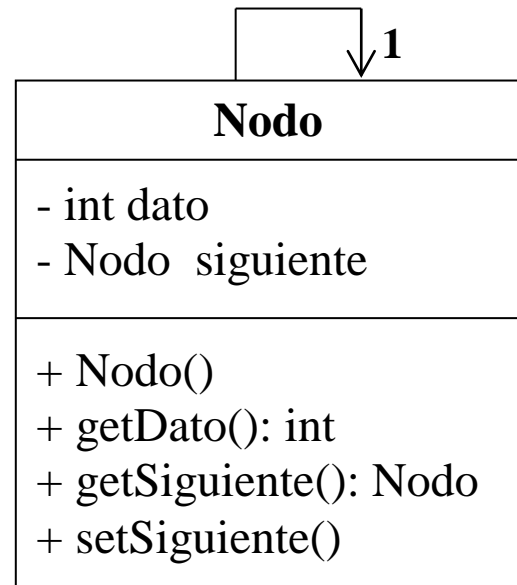 1
Nodo
- int dato
- Nodo siguiente
+ Nodo()
+ getDato(): int
+ getSiguiente(): Nodo
+ setSiguiente()